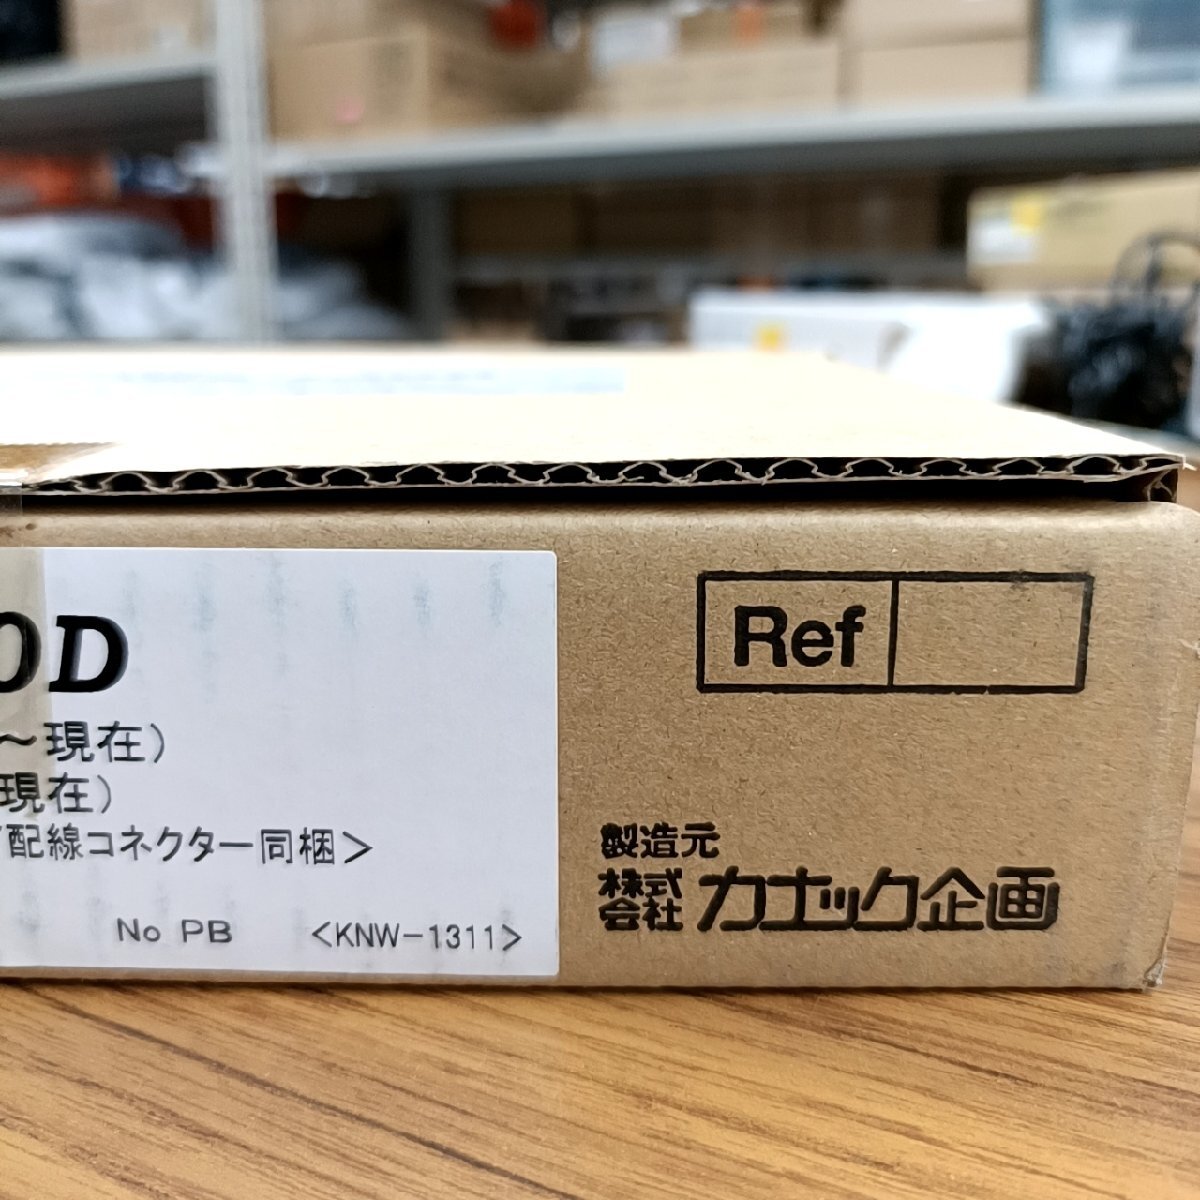 0D
～現在）
現在）
配線コネクター同梱＞
No PB <KNW-1311>
Ref
製造元
株式会社 カナック企画